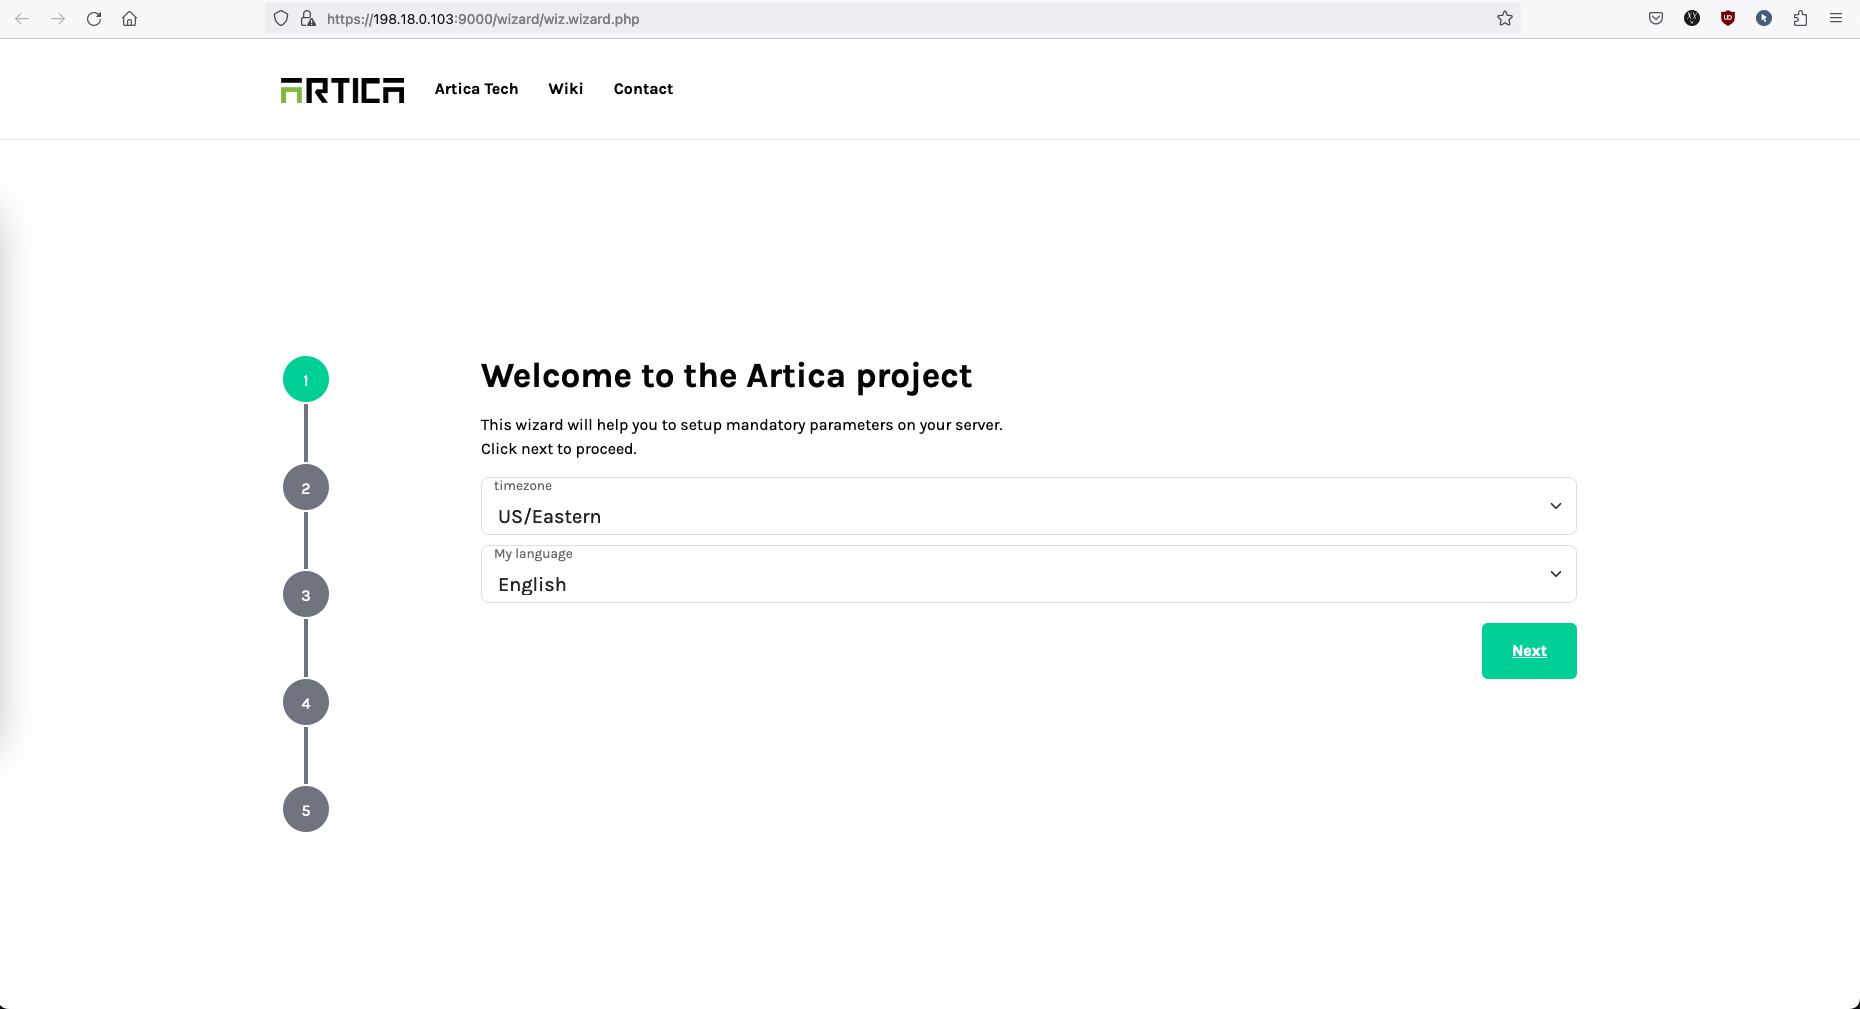 https://198.18.0.103:9000/wizard/wiz.wizard.php
ARTICA
Artica Tech
Wiki
Contact
1
2
3
4
5
Welcome to the Artica project
This wizard will help you to setup mandatory parameters on your server.
Click next to proceed.
timezone
US/Eastern
My language
English
Next